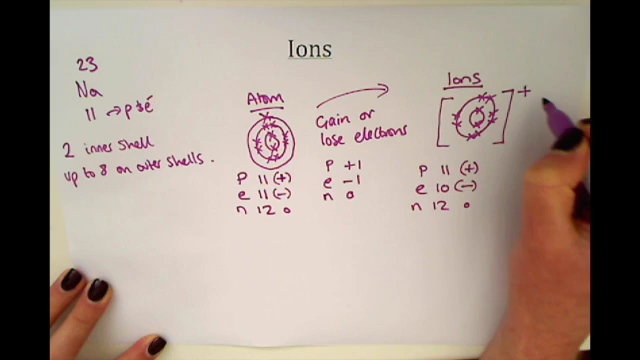 Ions
23
Na
11 → p + é
2 inner shell
up to 8 on outer shells.
Atom
P 11 (+)
e 11 (-)
n 12 0
Gain or
lose electrons
P +1
e -1
n 0
Ions
[ ] +
P 11 (+)
e 10 (-)
n 12 0